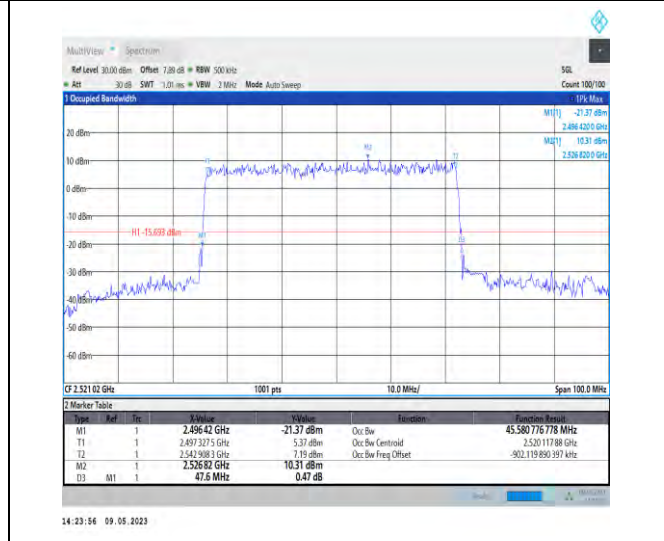 MultiView Spectrum
Ref Level 30.00 dBm Offset 7.89 dB RBW 500 kHz SGL
Att 30 dB SWT 1.01 ms VBW 2 MHz Mode Auto Sweep Count 100/100
1 Occupied Bandwidth 1Pk Max
M1[1] -21.37 dBm
2.496 420 0 GHz
M2[1] 10.31 dBm
2.526 820 0 GHz
20 dBm
10 dBm
0 dBm
-10 dBm
H1 -15.693 dBm
-20 dBm
-30 dBm
-40 dBm
-50 dBm
-60 dBm
M1
T1
M2
T2
D3
CF 2.521 02 GHz 1001 pts 10.0 MHz/ Span 100.0 MHz
2 Marker Table
Type Ref Trc X-Value Y-Value Function Function Result
M1 1 2.496 42 GHz -21.37 dBm Occ Bw 45.580 776 778 MHz
T1 1 2.497 327 5 GHz 5.37 dBm Occ Bw Centroid 2.520 117 88 GHz
T2 1 2.542 908 3 GHz 7.19 dBm Occ Bw Freq Offset -902.119 890 397 kHz
M2 1 2.526 82 GHz 10.31 dBm
D3 M1 1 47.6 MHz 0.47 dB
14:23:56 09.05.2023